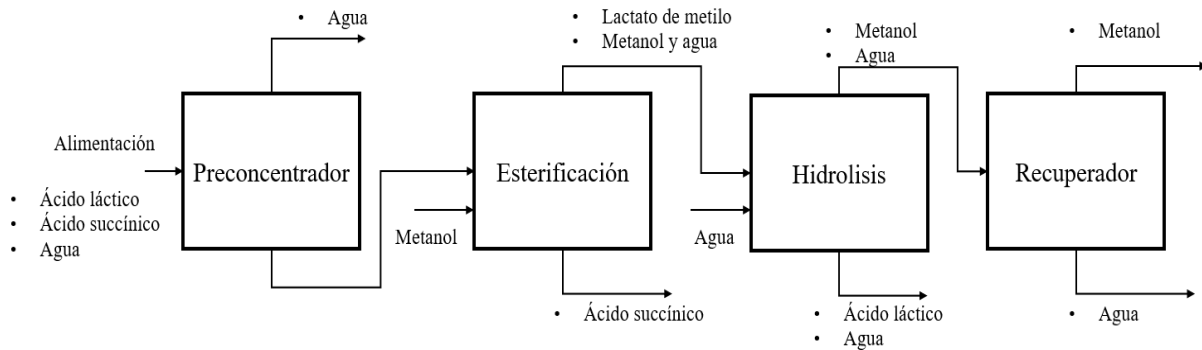 Agua
Lactato de metilo
Metanol y agua
Metanol
Agua
Metanol
Alimentación
Preconcentrador
Esterificación
Hidrolisis
Recuperador
Ácido láctico
Ácido succínico
Agua
Metanol
Agua
Ácido succínico
Ácido láctico
Agua
Agua